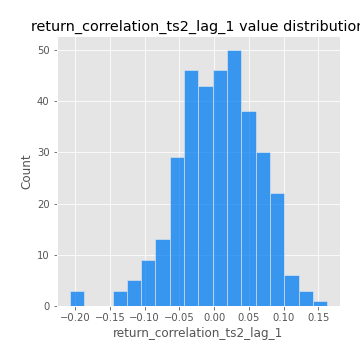 return_correlation_ts2_lag_1 value distribution
50
40
30
20
10
0
Count
−0.20 −0.15 −0.10 −0.05 0.00 0.05 0.10 0.15
return_correlation_ts2_lag_1